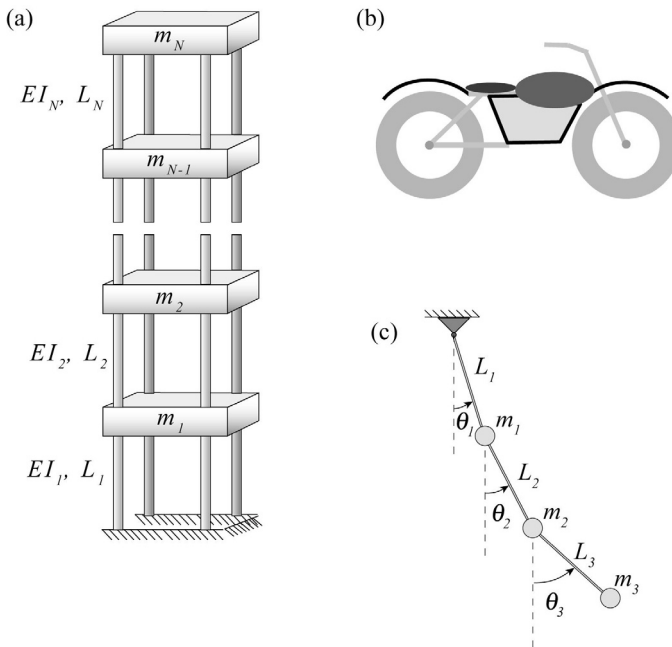 (a)
m_N
EI_N, L_N
m_{N-1}
m_2
EI_2, L_2
m_1
EI_1, L_1
(b)
(c)
L_1
θ_1
m_1
L_2
θ_2
m_2
L_3
θ_3
m_3